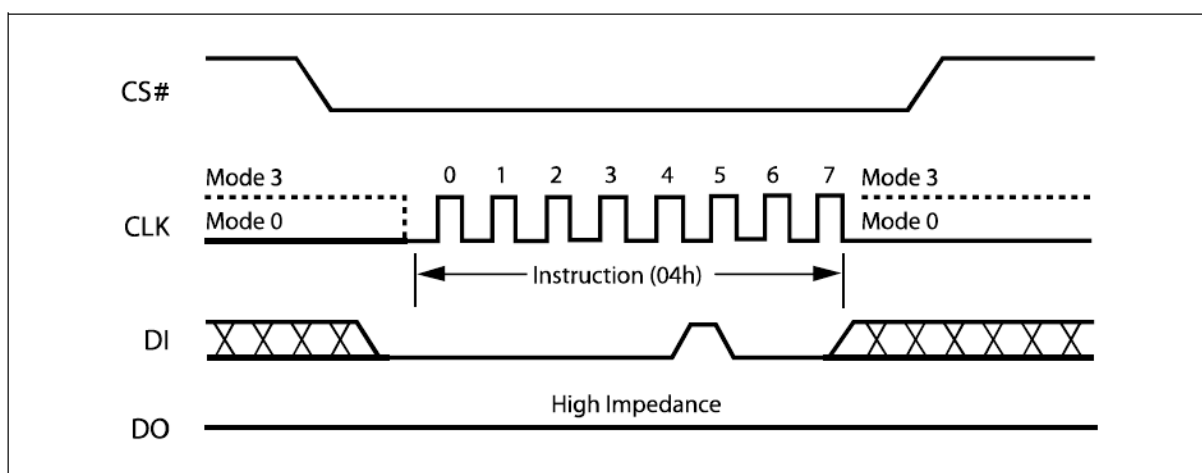 CS#
Mode 3
0 1 2 3 4 5 6 7
Mode 3
CLK
Mode 0
Mode 0
Instruction (04h)
DI
High Impedance
DO